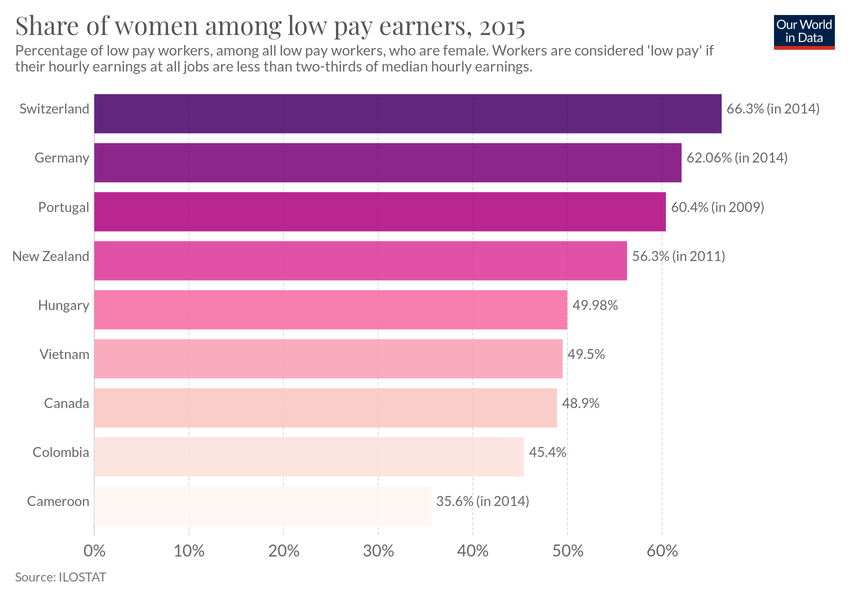 Share of women among low pay earners, 2015
Our World
in Data
Percentage of low pay workers, among all low pay workers, who are female. Workers are considered 'low pay' if
their hourly earnings at all jobs are less than two-thirds of median hourly earnings.
Switzerland 66.3% (in 2014)
Germany 62.06% (in 2014)
Portugal 60.4% (in 2009)
New Zealand 56.3% (in 2011)
Hungary 49.98%
Vietnam 49.5%
Canada 48.9%
Colombia 45.4%
Cameroon 35.6% (in 2014)
0% 10% 20% 30% 40% 50% 60%
Source: ILOSTAT